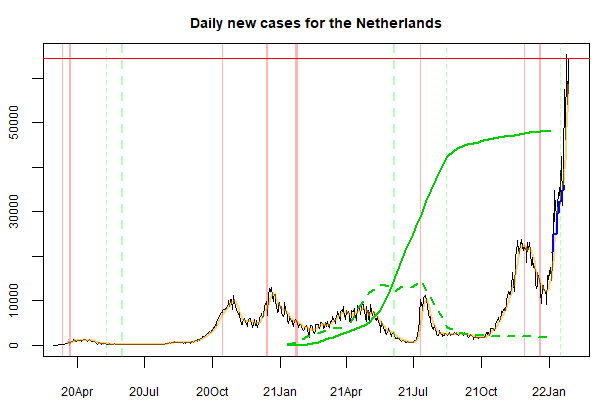 Daily new cases for the Netherlands
50000
30000
10000
0
20Apr 20Jul 20Oct 21Jan 21Apr 21Jul 21Oct 22Jan